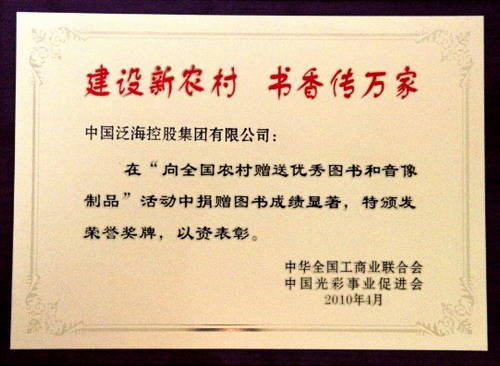 建设新农村 书香传万家
中国泛海控股集团有限公司：
在“向全国农村赠送优秀图书和音像
制品”活动中捐赠图书成绩显著，特颁发
荣誉奖牌，以资表彰。
中华全国工商业联合会
中国光彩事业促进会
2010年4月